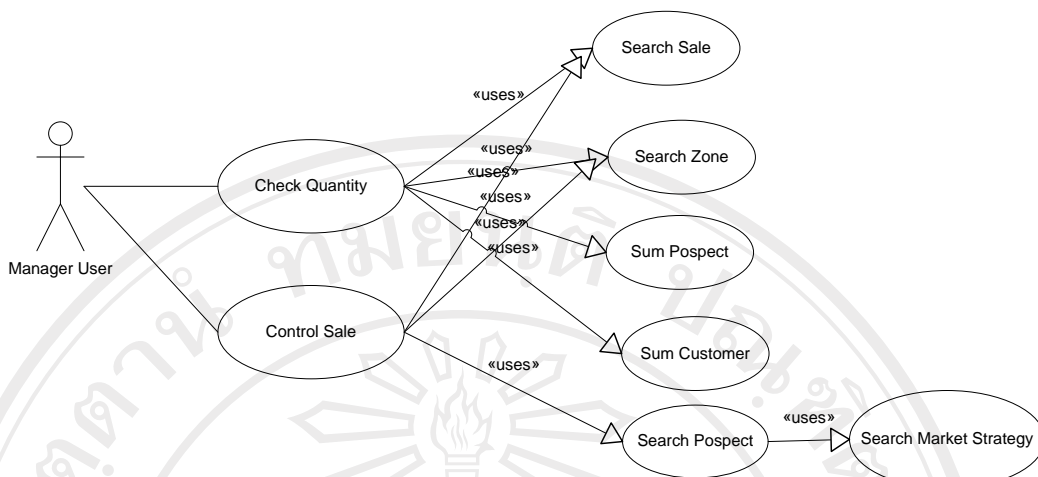 Search Sale
«uses»
«uses»
Search Zone
«uses»
Check Quantity
«uses»
«uses»
«uses»
Sum Pospect
Manager User
Control Sale
Sum Customer
«uses»
«uses»
Search Pospect
Search Market Strategy